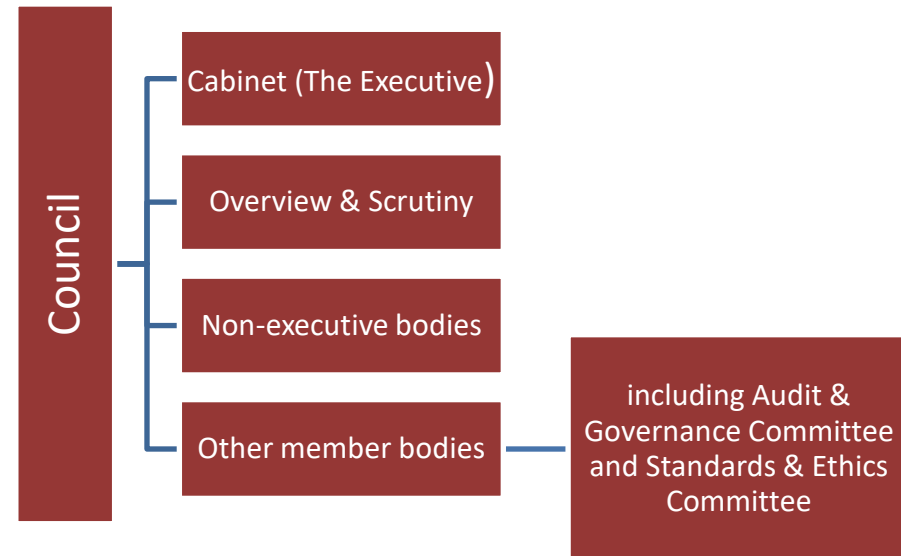 Council
Cabinet (The Executive)
Overview & Scrutiny
Non-executive bodies
Other member bodies
including Audit &
Governance Committee
and Standards & Ethics
Committee